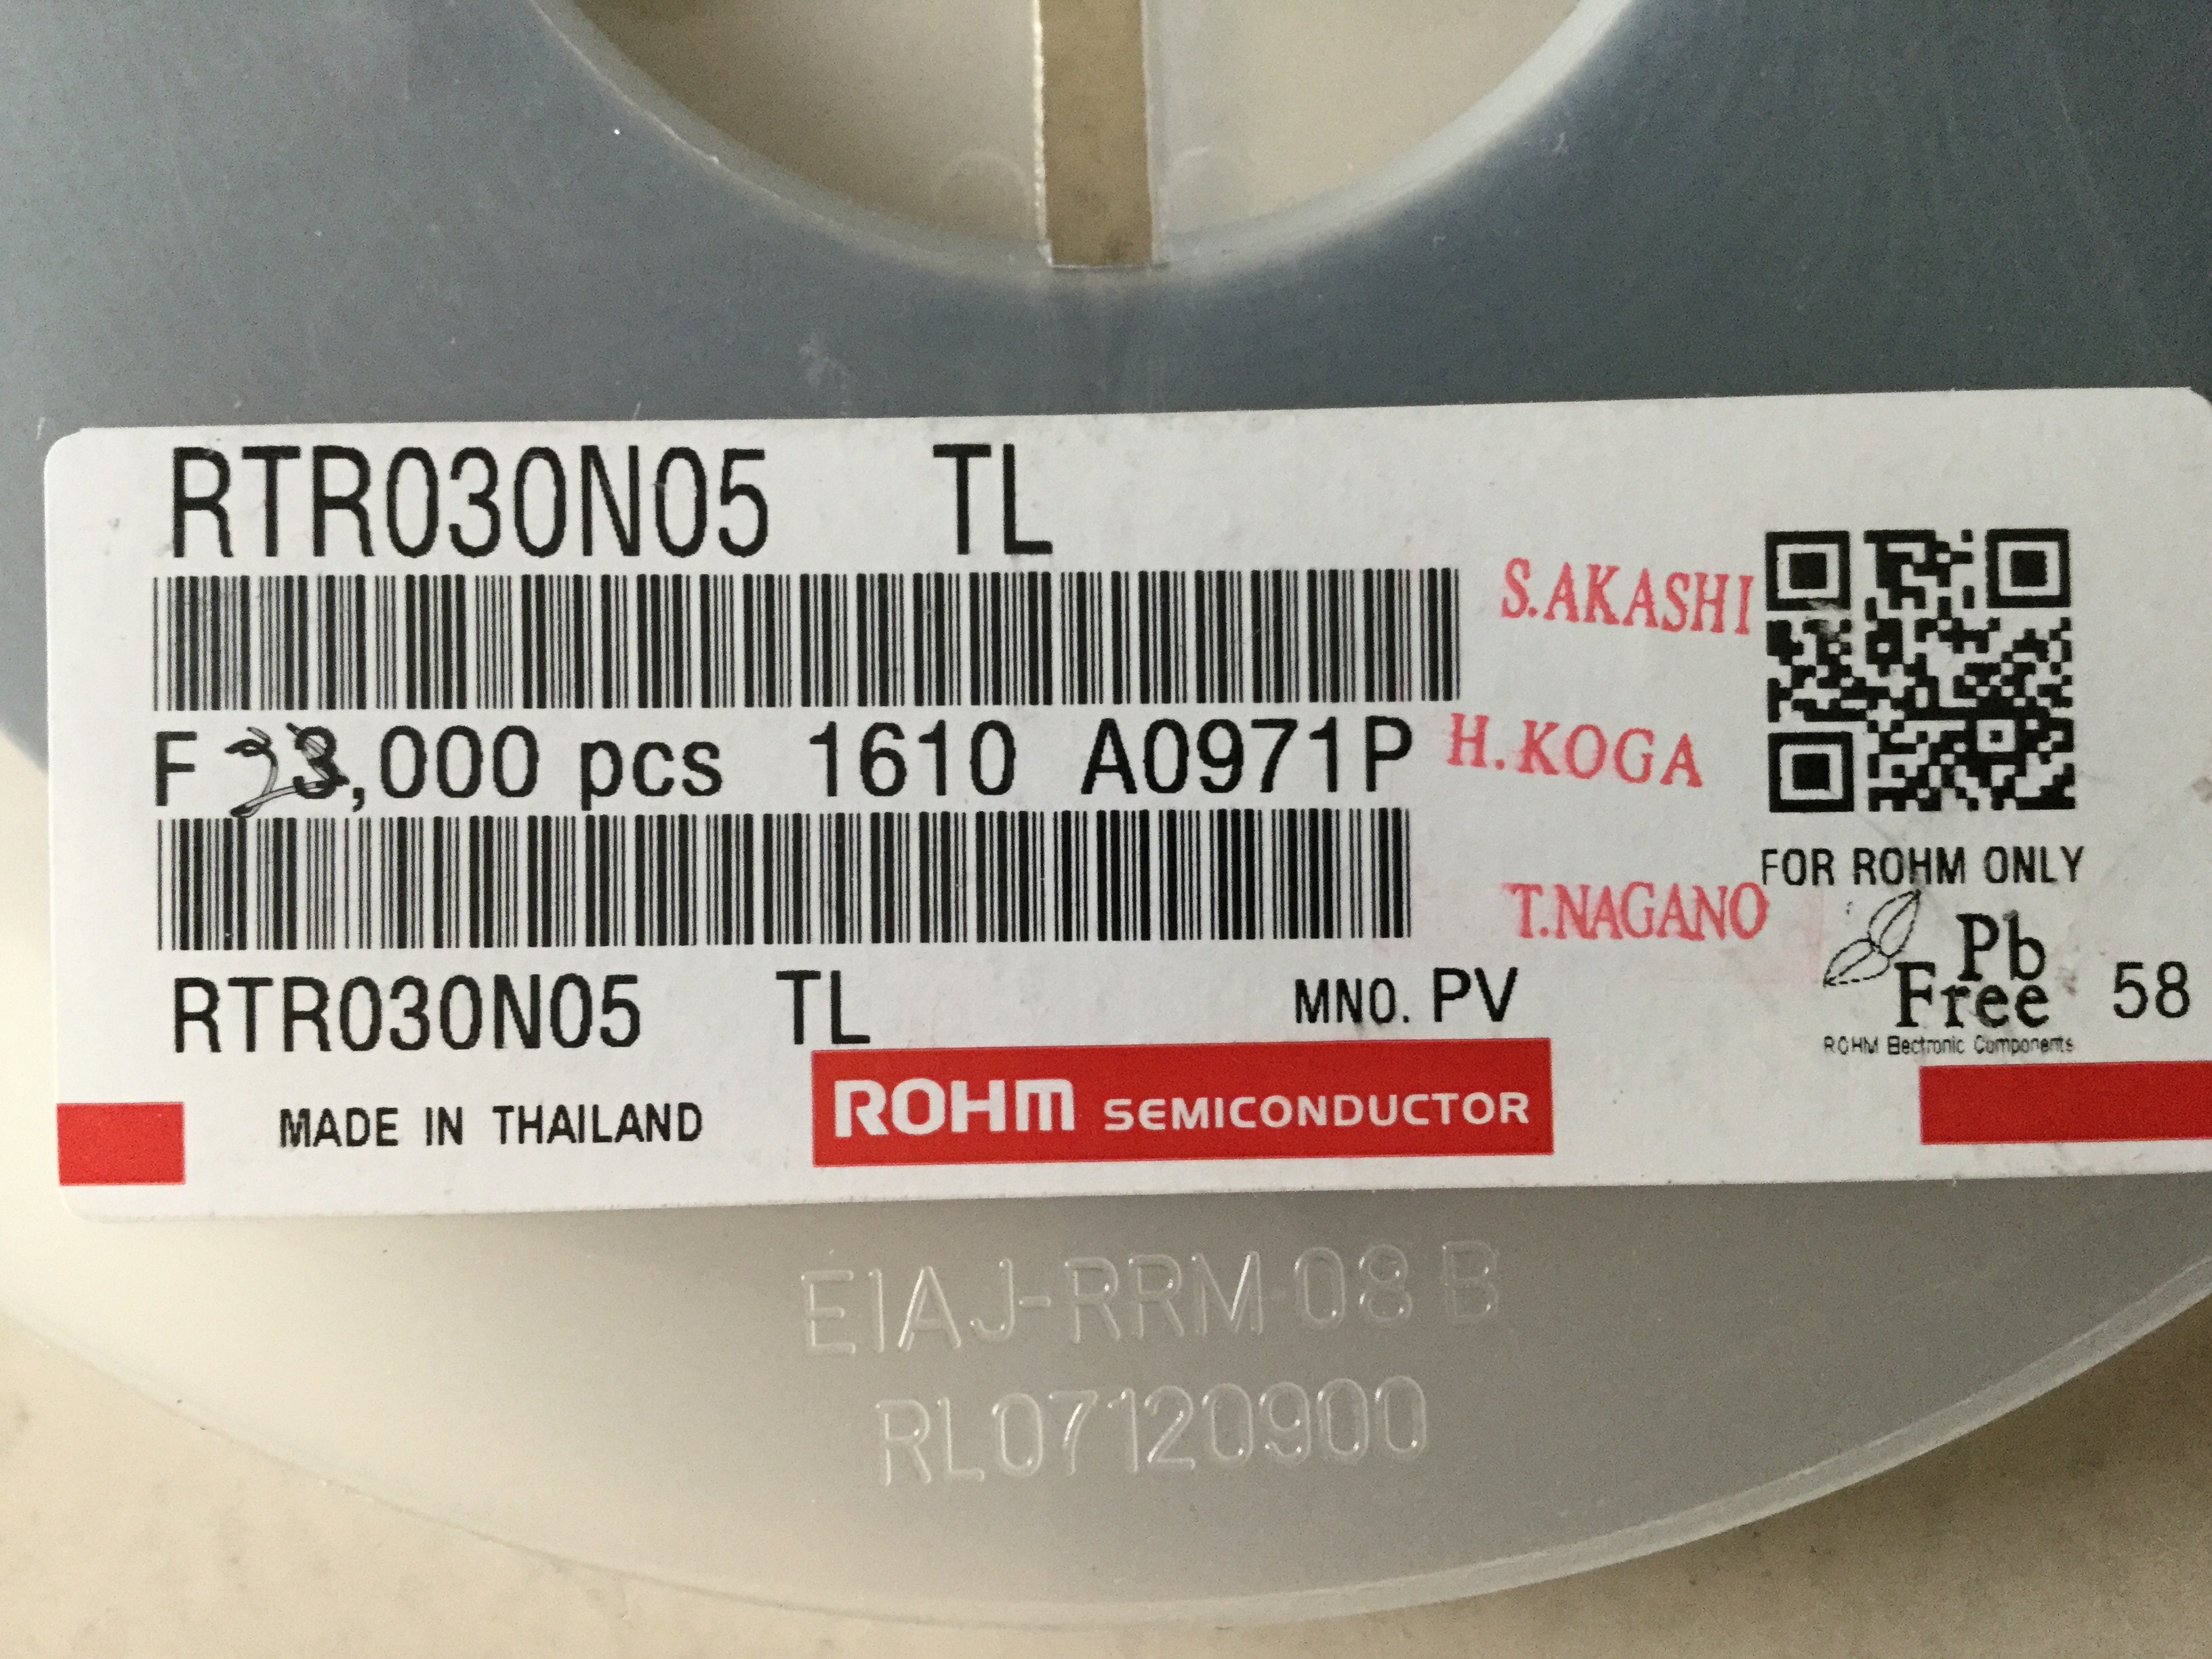 RTR030N05 TL
S.AKASHI
F 3,000 pcs 1610 A0971P
H.KOGA
FOR ROHM ONLY
T.NAGANO
Pb
Free
58
ROHM Electronic Components
RTR030N05 TL
MNO. PV
MADE IN THAILAND
ROHM SEMICONDUCTOR
EIAJ-RRM-08 B
RL07120900